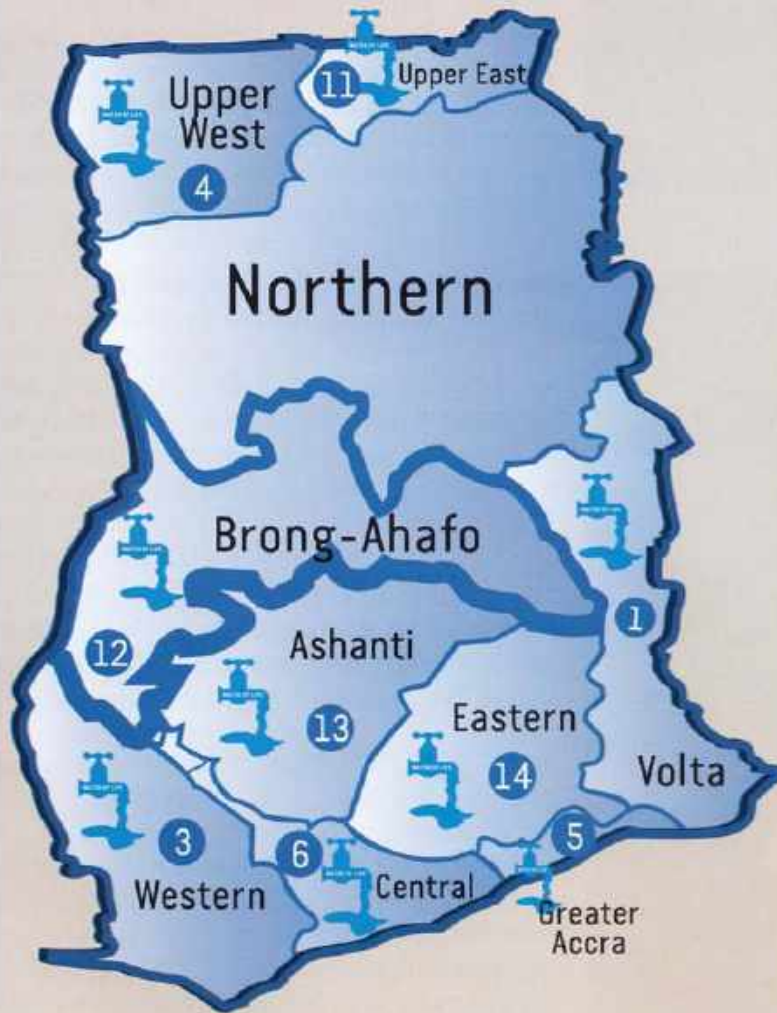 11
Upper East
Upper
West
4
Northern
Brong-Ahafo
1
Ashanti
12
13
Eastern
14
Volta
3
Western
6
Central
5
Greater
Accra